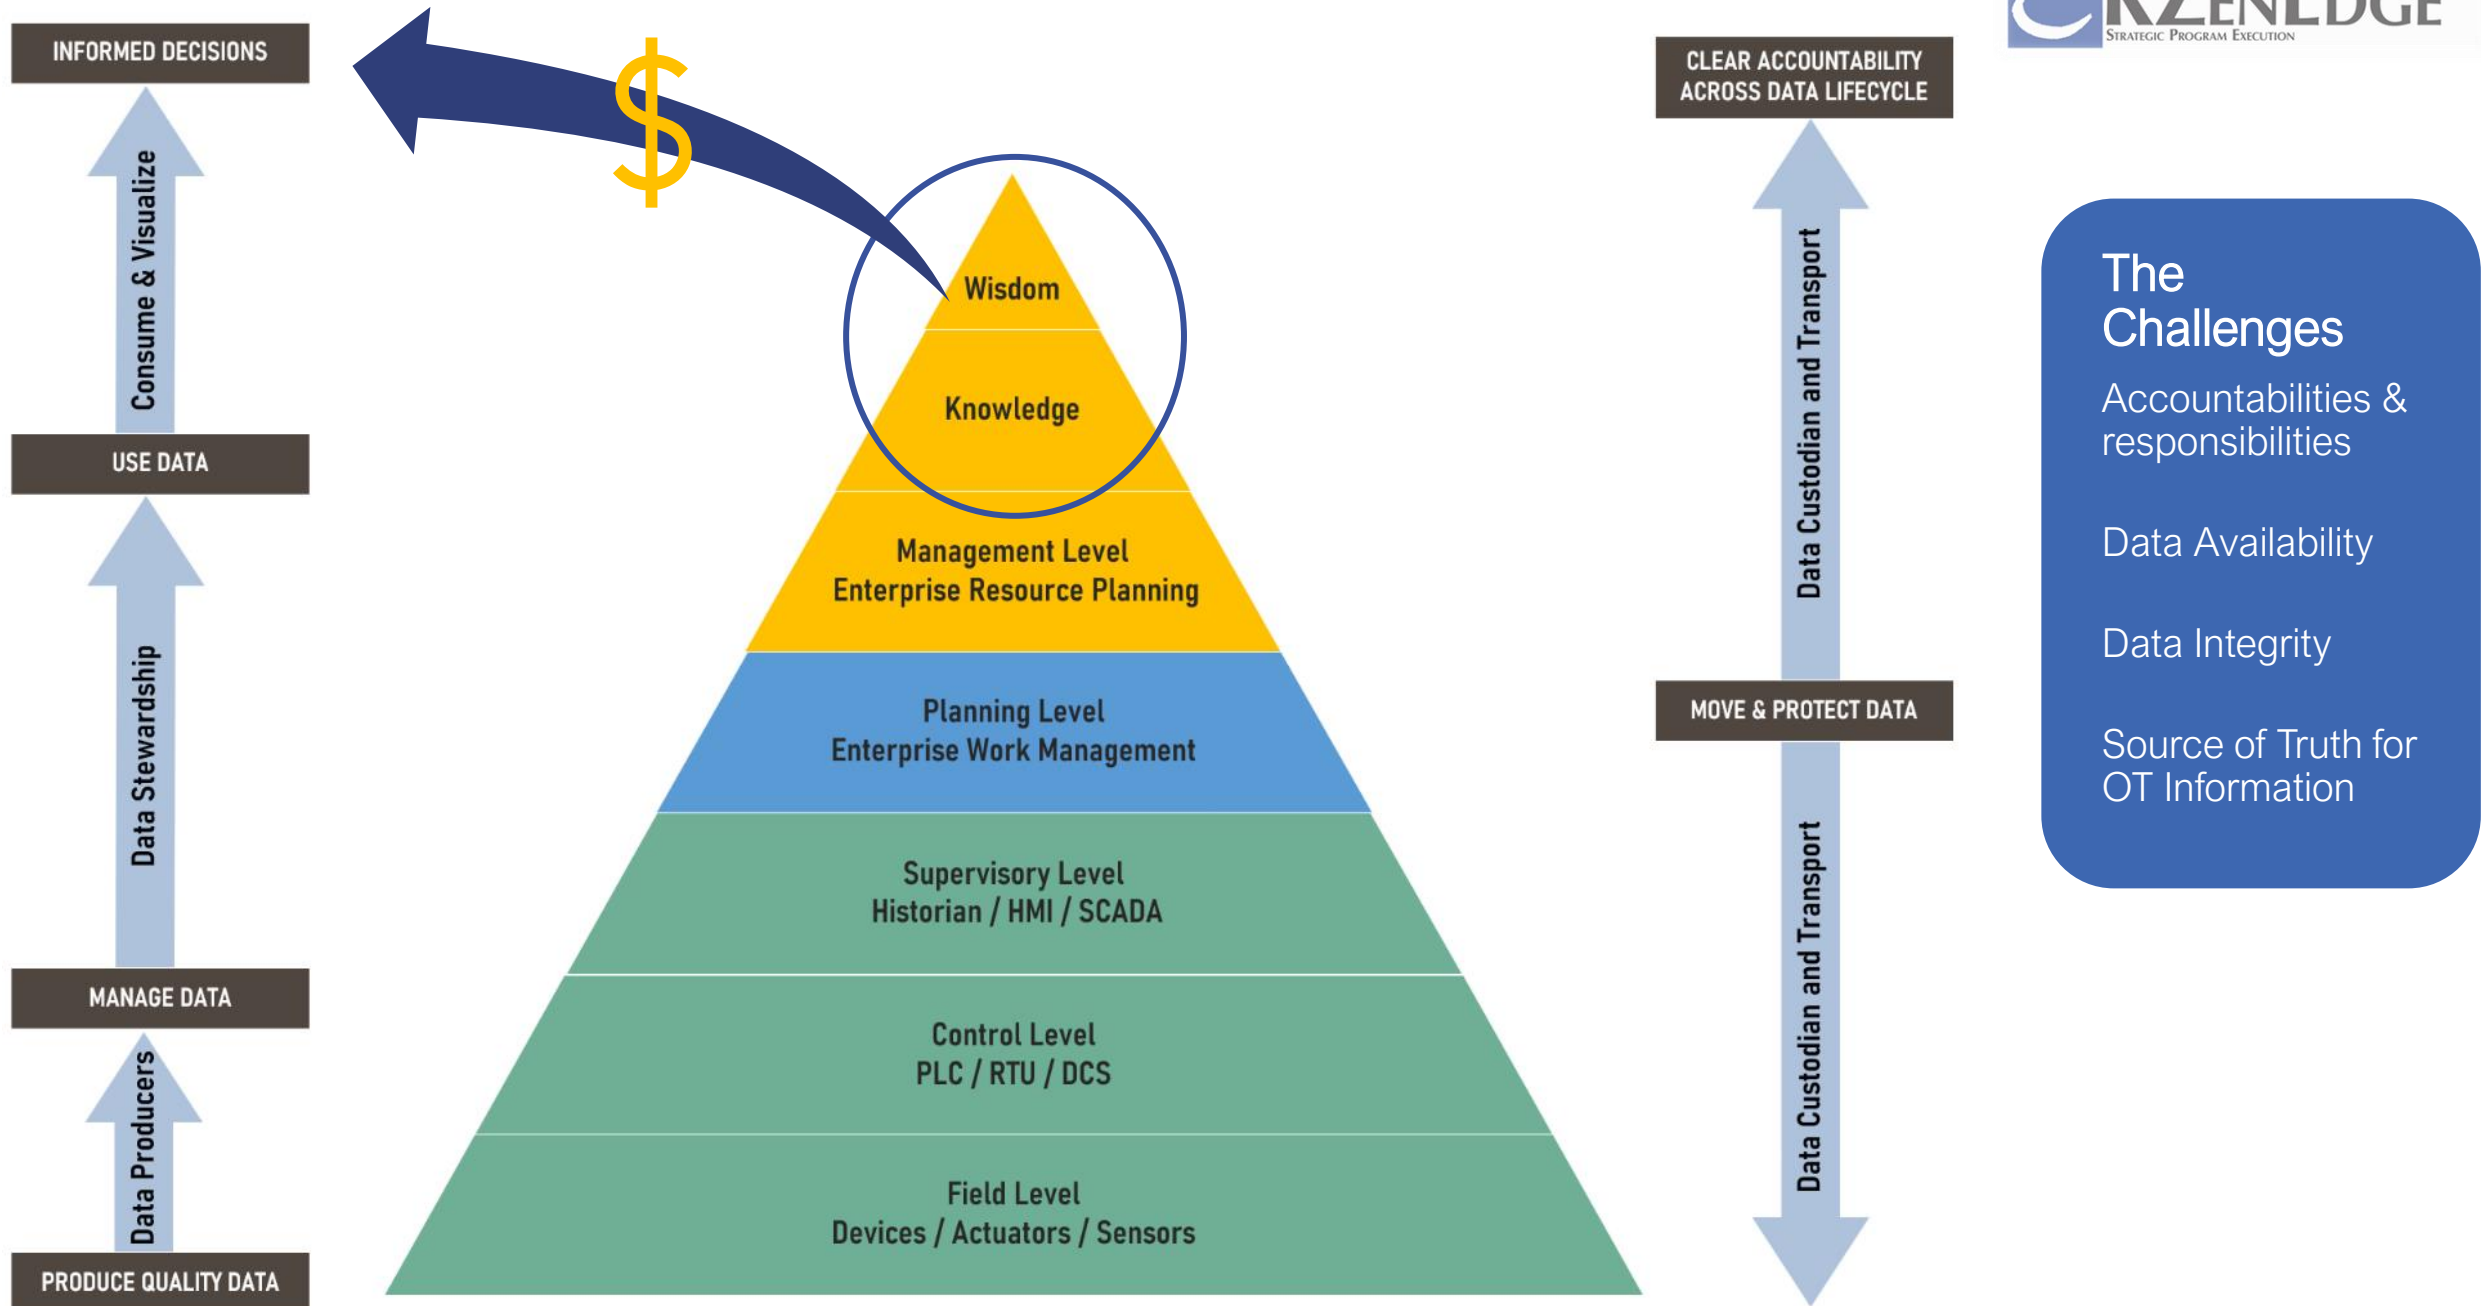 INFORMED DECISIONS
Consume & Visualize
USE DATA
Data Stewardship
MANAGE DATA
Data Producers
PRODUCE QUALITY DATA
$
Wisdom
Knowledge
Management Level
Enterprise Resource Planning
Planning Level
Enterprise Work Management
Supervisory Level
Historian / HMI / SCADA
Control Level
PLC / RTU / DCS
Field Level
Devices / Actuators / Sensors
CLEAR ACCOUNTABILITY
ACROSS DATA LIFECYCLE
Data Custodian and Transport
MOVE & PROTECT DATA
Data Custodian and Transport
STRATEGIC PROGRAM EXECUTION
The
Challenges
Accountabilities &
responsibilities
Data Availability
Data Integrity
Source of Truth for
OT Information